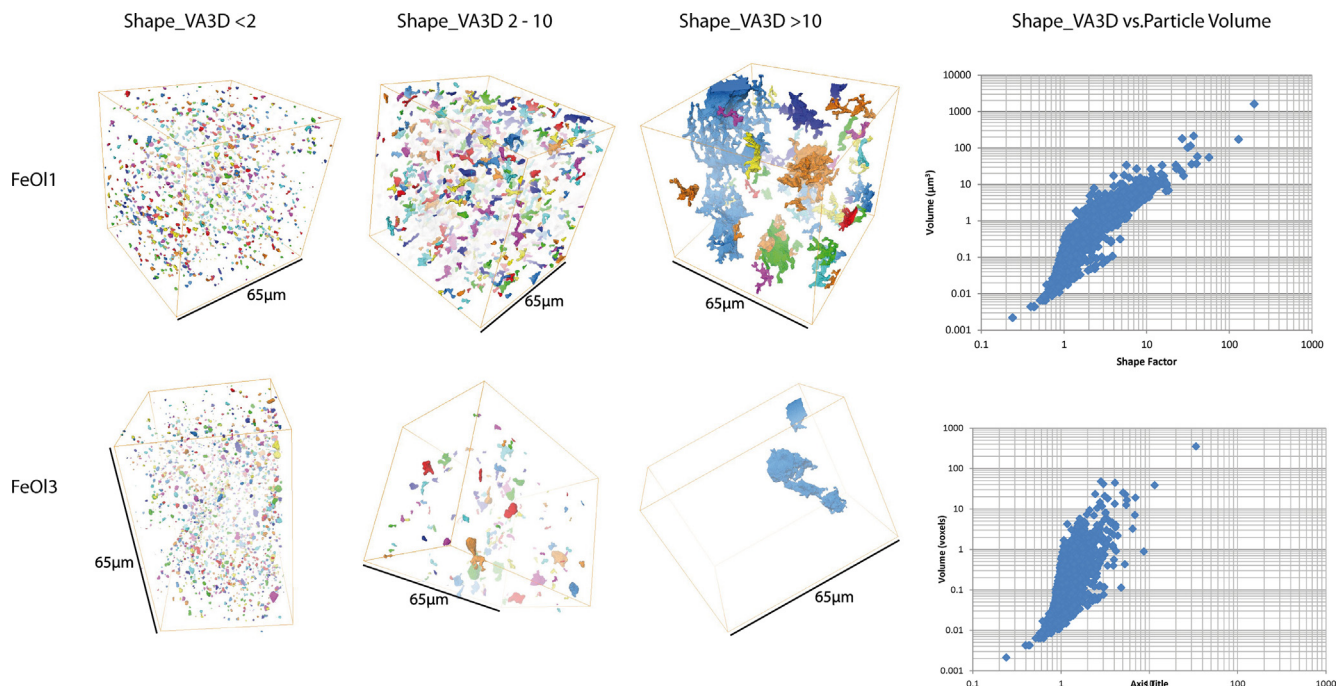 Shape_VA3D <2
Shape_VA3D 2 - 10
Shape_VA3D >10
Shape_VA3D vs.Particle Volume
FeOl1
65µm
65µm
65µm
10000
1000
100
10
1
0.1
0.01
0.001
Volume (µm³)
0.1
1
10
100
1000
Shape Factor
FeOl3
65µm
65µm
65µm
1000
100
10
1
0.1
0.01
0.001
Volume (voxels)
0.1
1
10
100
1000
Axis Title